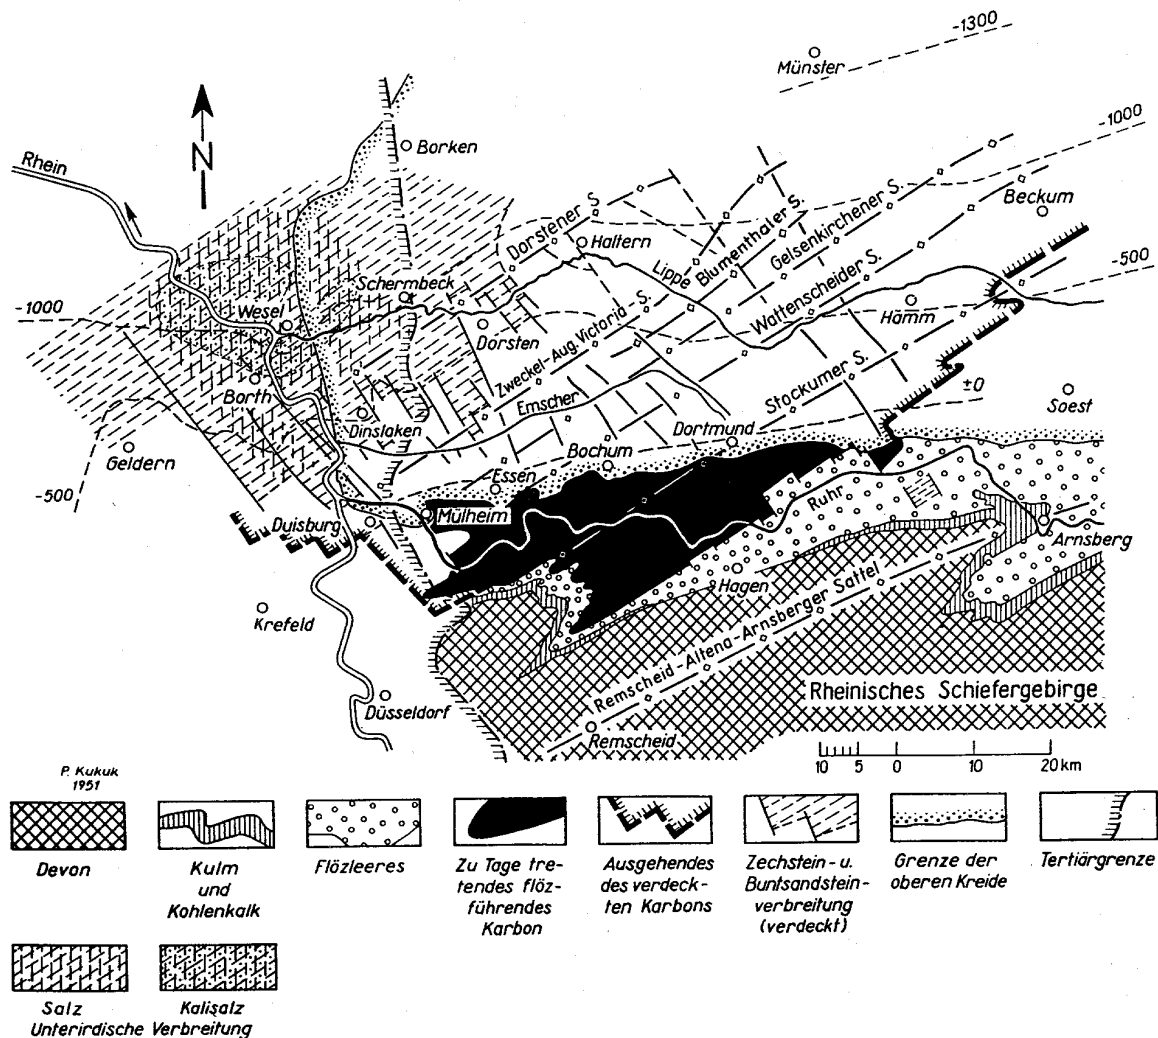 -1300
Münster
-1000
N
Rhein
Borken
Beckum
Dorstener S.
Haltern
Lippe
Blumenthaler S.
Gelsenkirchener S.
-500
Schermbeck
Wattenscheider S.
-1000
Wesel
Dorsten
Hamm
Zweckel-Aug. Victoria S.
Borth
Emscher
Stockumer S.
±0
Soest
Dinslaken
Dortmund
Geldern
Bochum
-500
Essen
Ruhr
Duisburg
Mülheim
Arnsberg
Hagen
Krefeld
Remscheid-Altena-Arnsberger Sattel
Düsseldorf
Rheinisches Schiefergebirge
Remscheid
10 5 0 10 20 km
P. Kukuk
1951
Devon
Kulm
und
Kohlenkalk
Flözleeres
Zu Tage tre-
tendes flöz-
führendes
Karbon
Ausgehendes
des verdeck-
ten Karbons
Zechstein- u.
Buntsandstein-
verbreitung
(verdeckt)
Grenze der
oberen Kreide
Tertiärgrenze
Salz Kalisalz
Unterirdische Verbreitung